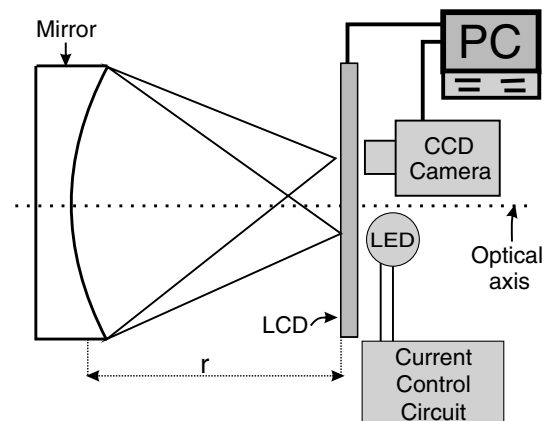 Mirror
PC
CCD
Camera
LED
Optical
axis
LCD
r
Current
Control
Circuit